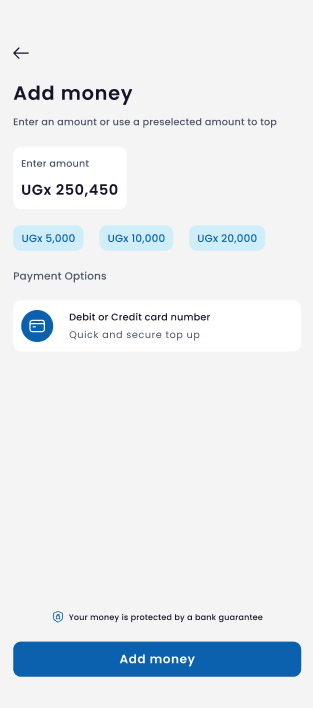 Add money
Enter an amount or use a preselected amount to top
Enter amount
UGx 250,450
UGx 5,000
UGx 10,000
UGx 20,000
Payment Options
Debit or Credit card number
Quick and secure top up
Your money is protected by a bank guarantee
Add money